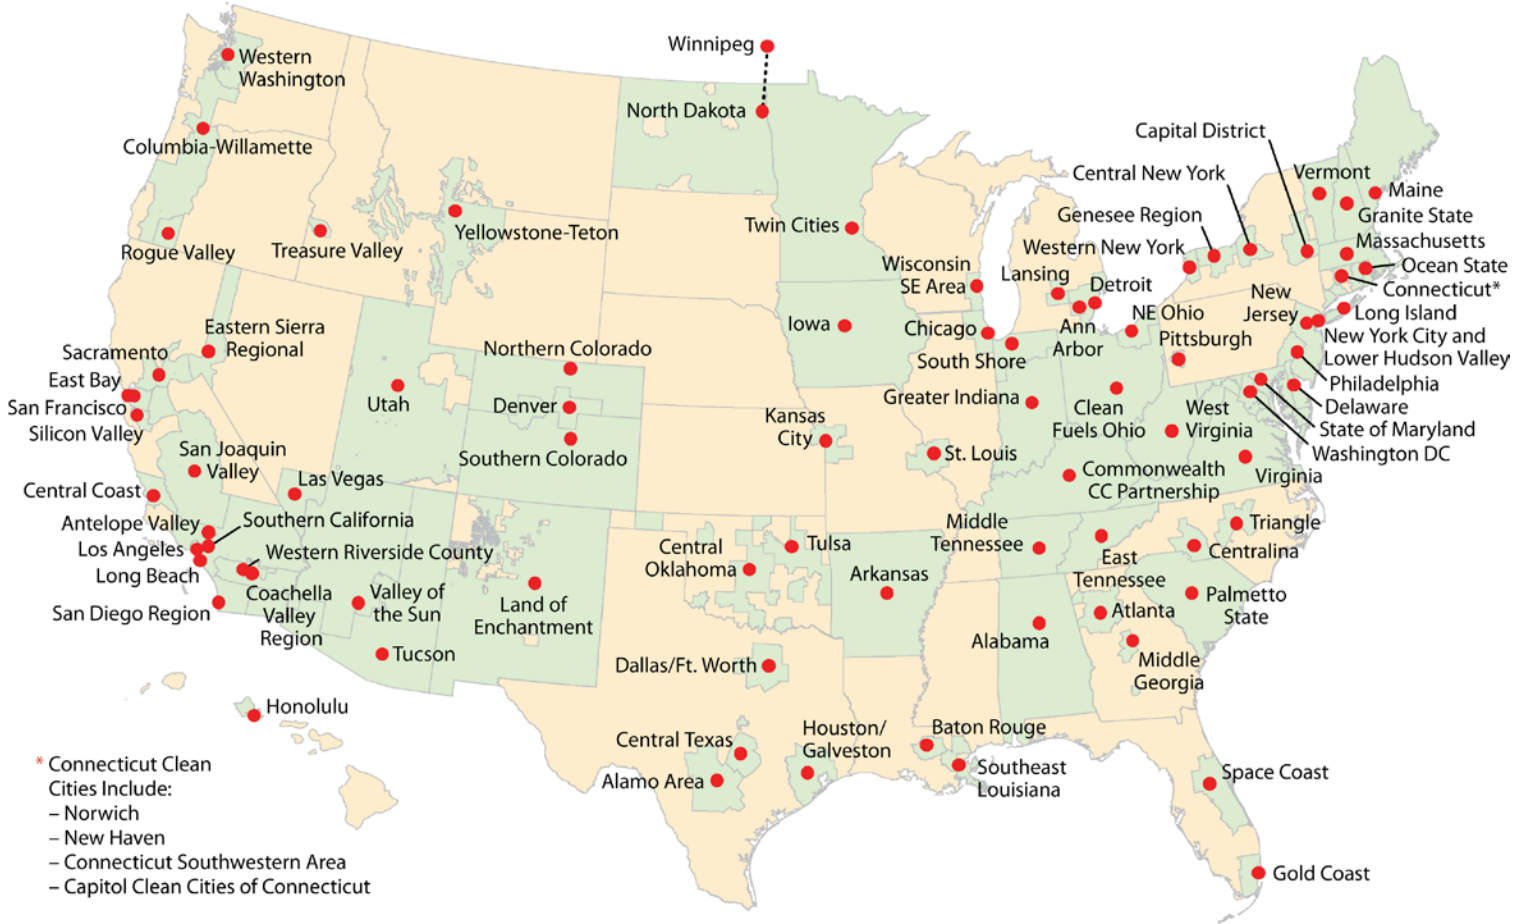 Winnipeg
Western
Washington
North Dakota
Columbia-Willamette
Capital District
Central New York
Vermont
Maine
Genesee Region
Granite State
Twin Cities
Yellowstone-Teton
Rogue Valley
Treasure Valley
Western New York
Massachusetts
Wisconsin
SE Area
Lansing
Detroit
Ocean State
Connecticut*
New
Jersey
Long Island
NE Ohio
Iowa
Chicago
Ann
Arbor
Pittsburgh
New York City and
Lower Hudson Valley
Eastern Sierra
Regional
Sacramento
Northern Colorado
South Shore
East Bay
Philadelphia
Utah
Denver
Greater Indiana
Clean
Fuels Ohio
West
Virginia
Delaware
San Francisco
Kansas
City
State of Maryland
Silicon Valley
Washington DC
San Joaquin
Valley
Southern Colorado
St. Louis
Las Vegas
Commonwealth
CC Partnership
Virginia
Central Coast
Antelope Valley
Southern California
Middle
Tennessee
Triangle
Los Angeles
Western Riverside County
Central
Oklahoma
Tulsa
East
Tennessee
Centralina
Long Beach
Arkansas
Coachella
Valley
Region
Valley of
the Sun
Land of
Enchantment
Palmetto
State
San Diego Region
Atlanta
Alabama
Tucson
Dallas/Ft. Worth
Middle
Georgia
Honolulu
Central Texas
Houston/
Galveston
Baton Rouge
Alamo Area
Southeast
Louisiana
Space Coast
Gold Coast
* Connecticut Clean
Cities Include:
– Norwich
– New Haven
– Connecticut Southwestern Area
– Capitol Clean Cities of Connecticut